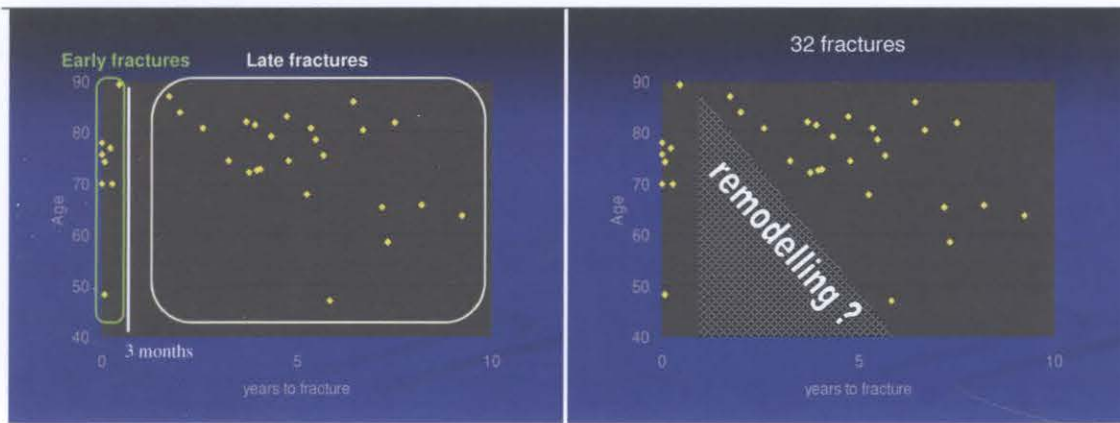 Early fractures
Late fractures
90
80
70
60
50
40
Age
3 months
0
5
10
years to fracture
32 fractures
90
80
70
60
50
40
Age
remodelling ?
0
5
10
years to fracture